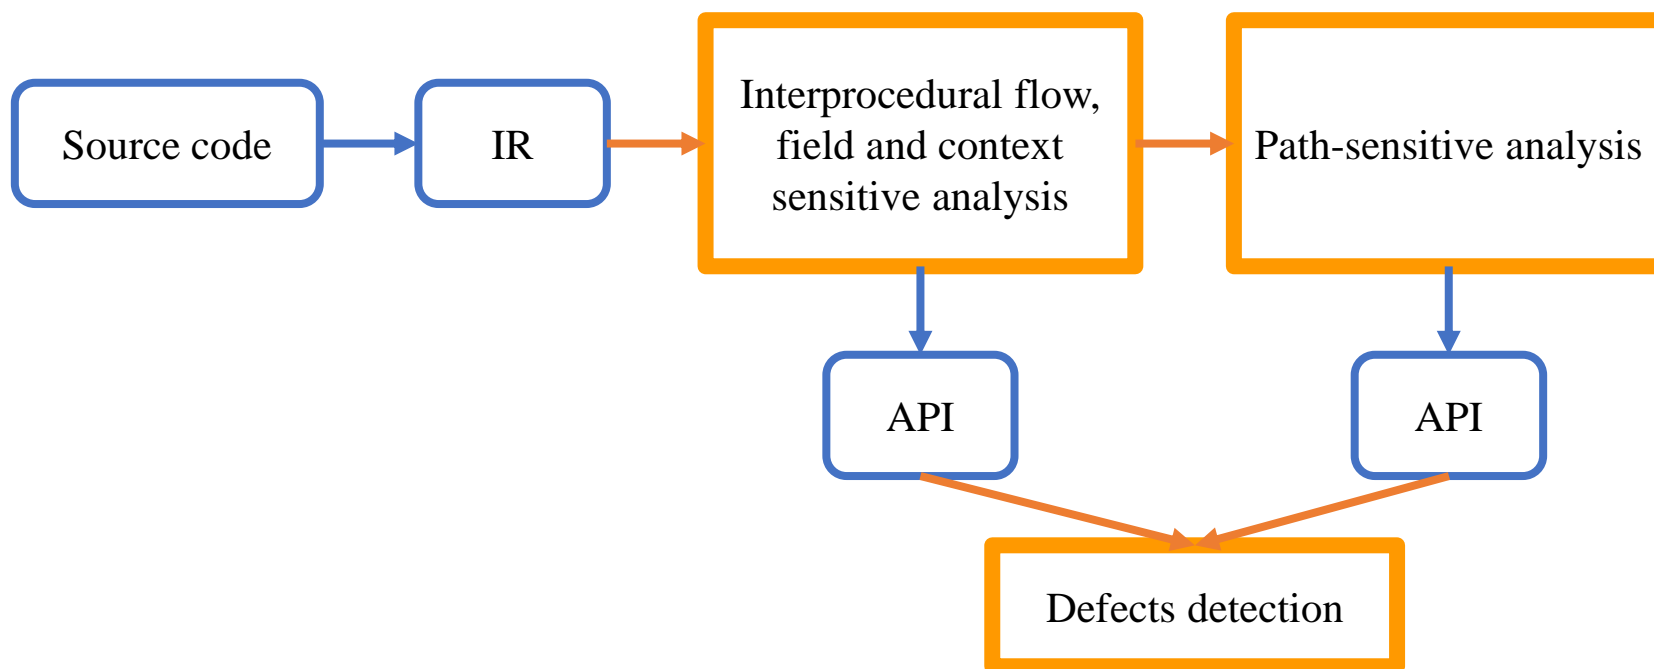 Source code
IR
Interprocedural flow,
field and context
sensitive analysis
Path-sensitive analysis
API
API
Defects detection